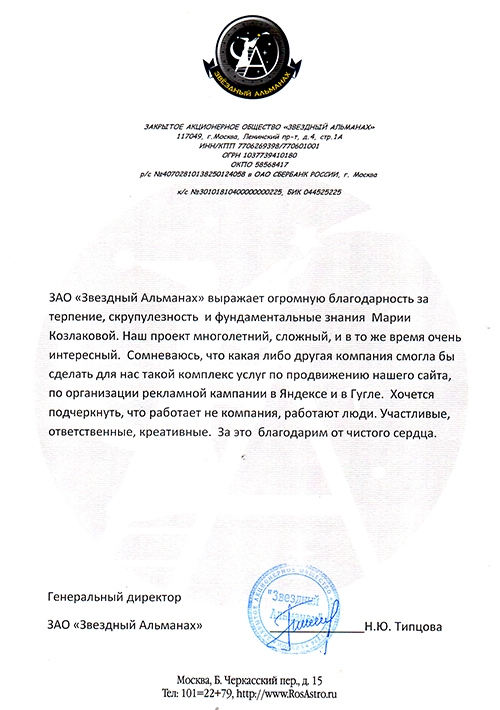 ЗВЁЗДНЫЙ АЛЬМАНАХ
ЗАКРЫТОЕ АКЦИОНЕРНОЕ ОБЩЕСТВО «ЗВЕЗДНЫЙ АЛЬМАНАХ»
117049, г.Москва, Ленинский пр-т, д.4, стр.1А
ИНН/КПП 7706269398/770601001
ОГРН 1037739410180
ОКПО 58568417
р/с №40702810138250124058 в ОАО СБЕРБАНК РОССИИ, г. Москва
к/с №30101810400000000225, БИК 044525225
ЗАО «Звездный Альманах» выражает огромную благодарность за
терпение, скрупулезность и фундаментальные знания Марии
Козлаковой. Наш проект многолетний, сложный, и в то же время очень
интересный. Сомневаюсь, что какая либо другая компания смогла бы
сделать для нас такой комплекс услуг по продвижению нашего сайта,
по организации рекламной кампании в Яндексе и в Гугле. Хочется
подчеркнуть, что работает не компания, работают люди. Участливые,
ответственные, креативные. За это благодарим от чистого сердца.
Генеральный директор
"Звездный
Альманах"
ЗАО «Звездный Альманах» Н.Ю. Типцова
Москва, Б. Черкасский пер., д. 15
Тел: 101=22+79, http://www.RosAstro.ru